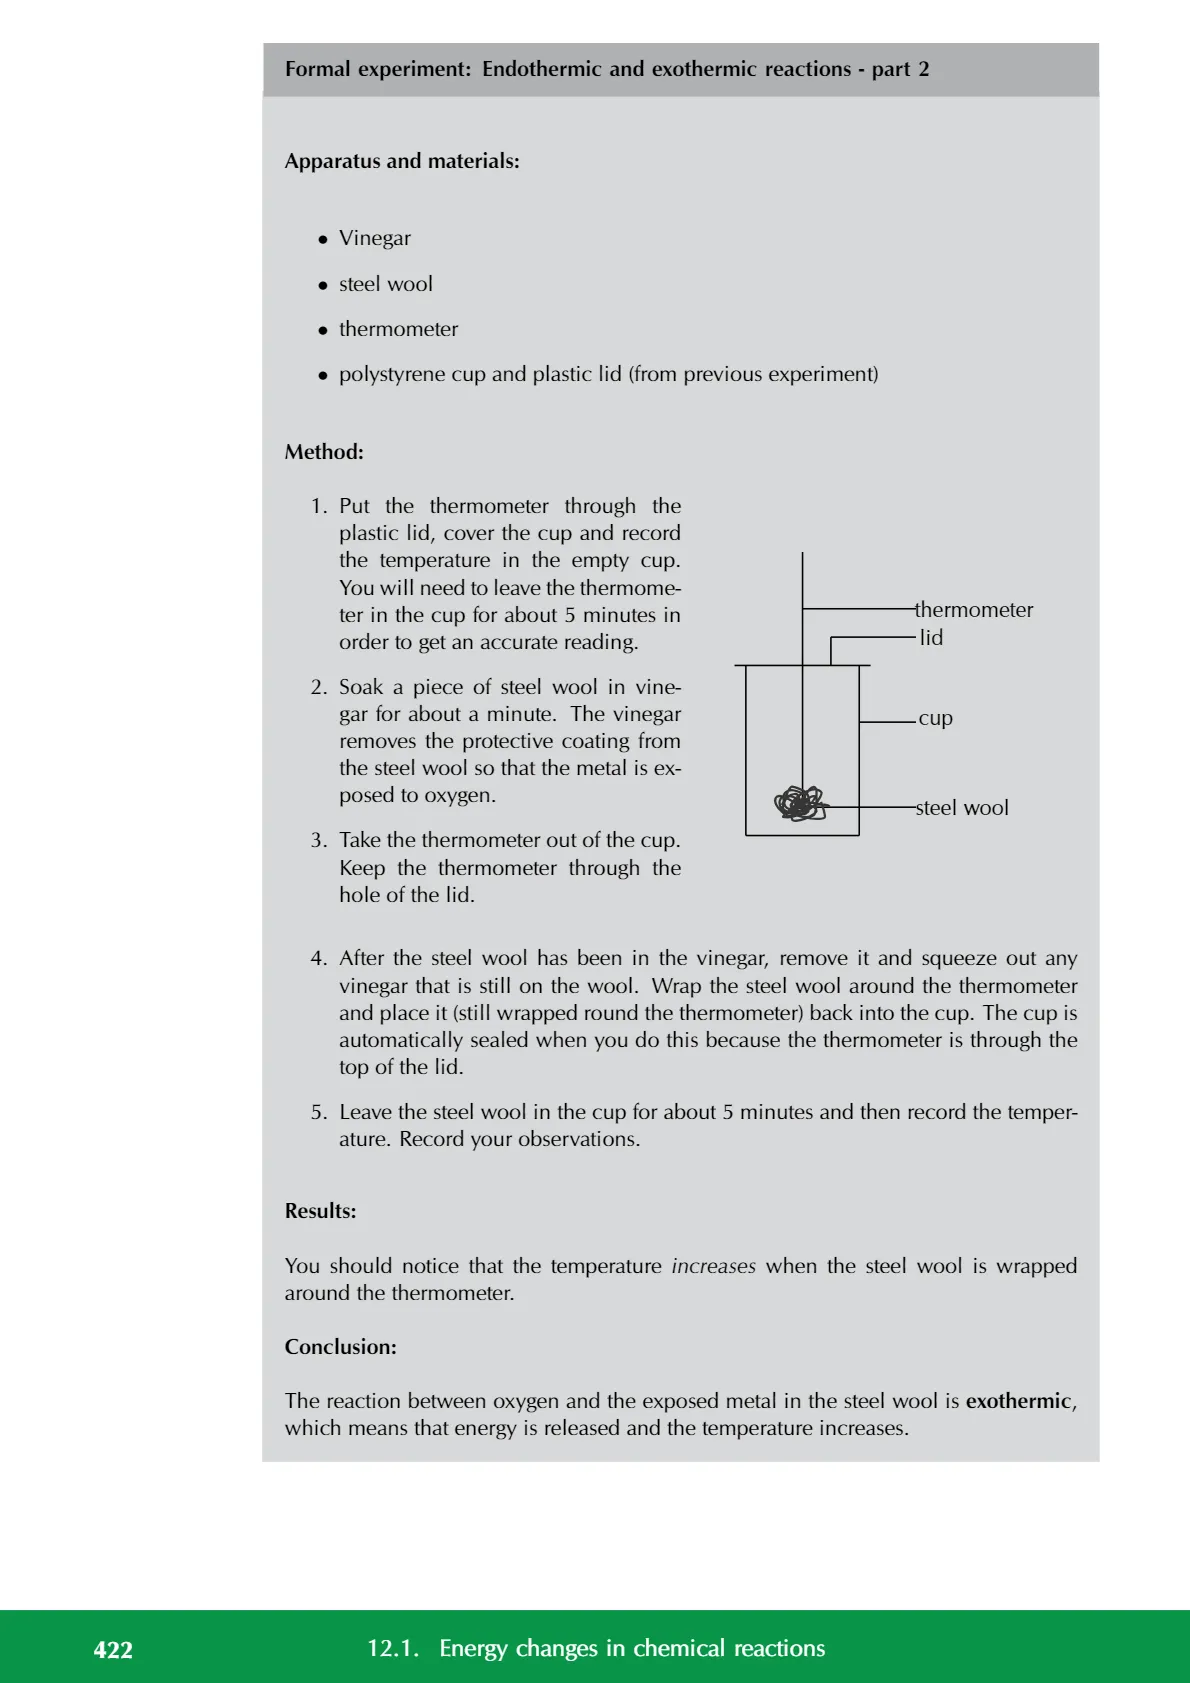 Formal experiment: Endothermic and exothermic reactions - part 2
Apparatus and materials:
• Vinegar
• steel wool
• thermometer
• polystyrene cup and plastic lid (from previous experiment)
Method:
1. Put the thermometer through the
plastic lid, cover the cup and record
the temperature in the empty cup.
You will need to leave the thermome-
ter in the cup for about 5 minutes in
order to get an accurate reading.
2. Soak a piece of steel wool in vine-
gar for about a minute. The vinegar
removes the protective coating from
the steel wool so that the metal is ex-
posed to oxygen.
3. Take the thermometer out of the cup.
Keep the thermometer through the
hole of the lid.
thermometer
lid
cup
steel wool
4. After the steel wool has been in the vinegar, remove it and squeeze out any
vinegar that is still on the wool. Wrap the steel wool around the thermometer
and place it (still wrapped round the thermometer) back into the cup. The cup is
automatically sealed when you do this because the thermometer is through the
top of the lid.
5. Leave the steel wool in the cup for about 5 minutes and then record the temper-
ature. Record your observations.
Results:
You should notice that the temperature increases when the steel wool is wrapped
around the thermometer.
Conclusion:
The reaction between oxygen and the exposed metal in the steel wool is exothermic,
which means that energy is released and the temperature increases.
422
12.1. Energy changes in chemical reactions